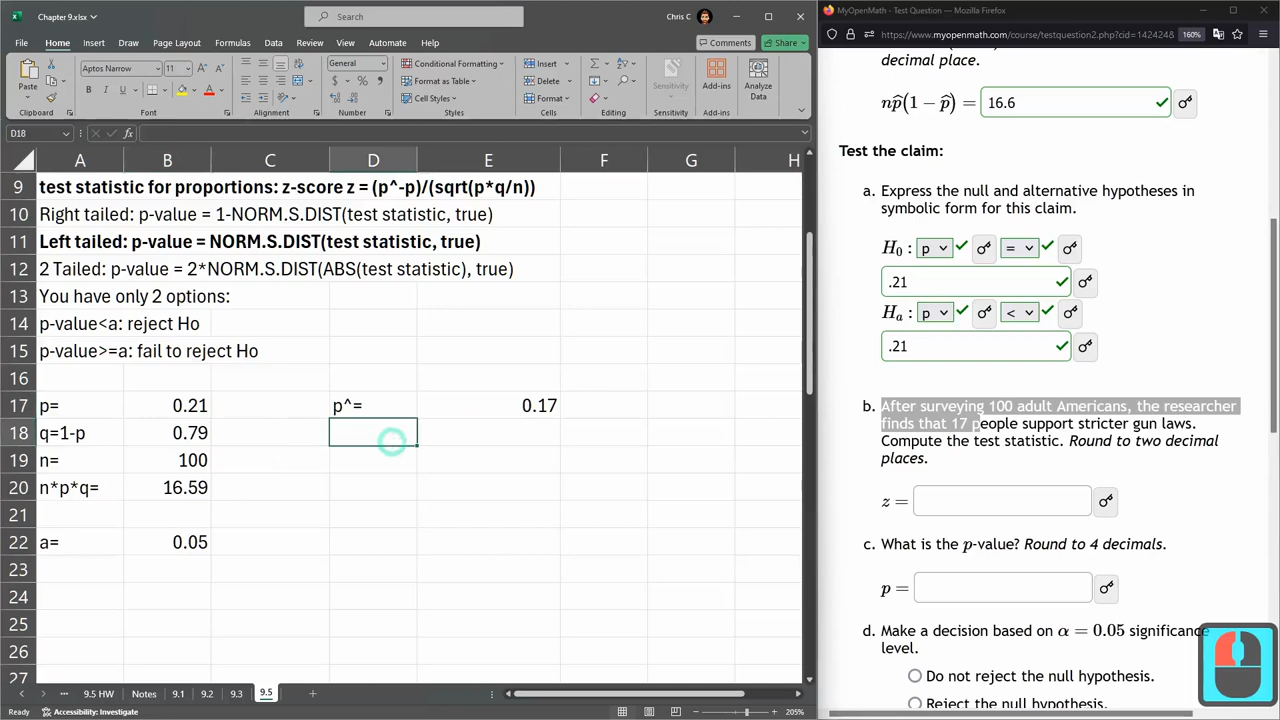 Chapter 9.xlsx
Search
Chris C
File Home Insert Draw Page Layout Formulas Data Review View Automate Help
Comments Share
Paste
Aptos Narrow 11
B I U
General
Conditional Formatting
Format as Table
Cell Styles
Insert
Delete
Format
Sensitivity
Add-ins
Analyze Data
Clipboard Font Alignment Number Styles Cells Editing Sensitivity Add-ins
D18 fx
A B C D E F G H
9 test statistic for proportions: z-score z = (p^-p)/(sqrt(p*q/n))
10 Right tailed: p-value = 1-NORM.S.DIST(test statistic, true)
11 Left tailed: p-value = NORM.S.DIST(test statistic, true)
12 2 Tailed: p-value = 2*NORM.S.DIST(ABS(test statistic), true)
13 You have only 2 options:
14 p-value<a: reject Ho
15 p-value>=a: fail to reject Ho
16
17 p= 0.21 p^= 0.17
18 q=1-p 0.79
19 n= 100
20 n*p*q= 16.59
21
22 a= 0.05
23
24
25
26
27
... 9.5 HW Notes 9.1 9.2 9.3 9.5 +
Ready Accessibility: Investigate 205%
MyOpenMath - Test Question — Mozilla Firefox
https://www.myopenmath.com/course/testquestion2.php?cid=1424248 160%
decimal place.
np̂(1 − p̂) = 16.6
Test the claim:
a. Express the null and alternative hypotheses in
symbolic form for this claim.
H₀ : p =
.21
Hₐ : p <
.21
b. After surveying 100 adult Americans, the researcher
finds that 17 people support stricter gun laws.
Compute the test statistic. Round to two decimal
places.
z =
c. What is the p-value? Round to 4 decimals.
p =
d. Make a decision based on α = 0.05 significance
level.
Do not reject the null hypothesis.
Reject the null hypothesis.